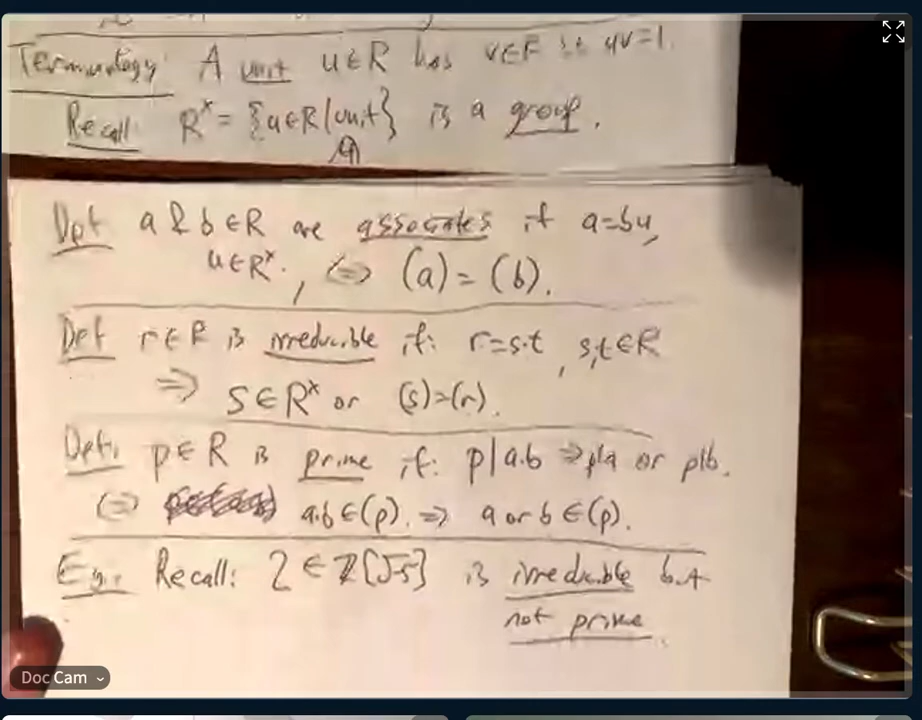 Terminology: A unit u∈R has v∈R st uv=1.
Recall: R^x = {u∈R | unit} is a group.
Def: a & b ∈ R are associates if a=bu,
u∈R^x. , ⇔ (a) = (b).
Def r∈R is irreducible if: r=s·t , s,t∈R
⇒ s∈R^x or (s)=(r).
Def: p∈R is prime if: p|a·b ⇒ p|a or p|b.
⇔ a·b∈(p). ⇒ a or b ∈(p).
Eg: Recall: 2 ∈ Z[√-5] is irreducible but
not prime.
Doc Cam